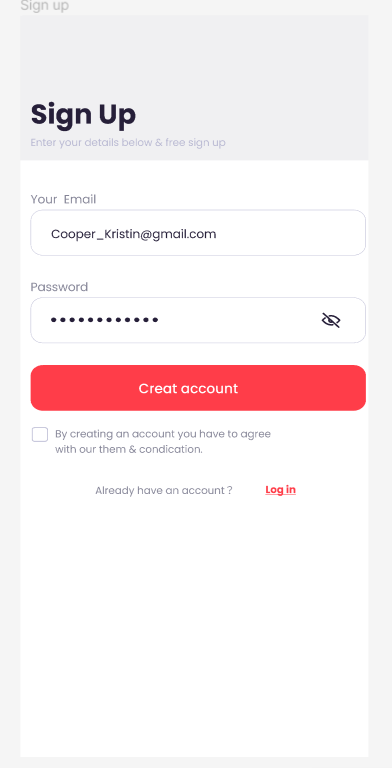 Sign up
Sign Up
Enter your details below & free sign up
Your Email
Cooper_Kristin@gmail.com
Password
••••••••••••
Creat account
By creating an account you have to agree
with our them & condication.
Already have an account ? Log in